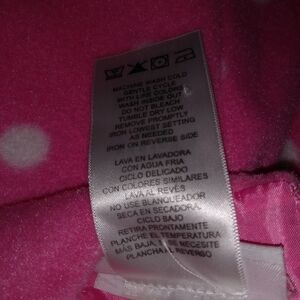 MACHINE WASH COLD
GENTLE CYCLE
WITH LIKE COLORS
WASH INSIDE OUT
DO NOT BLEACH
TUMBLE DRY LOW
REMOVE PROMPTLY
IRON LOWEST SETTING
AS NEEDED
IRON ON REVERSE SIDE
LAVA EN LAVADORA
CON AGUA FRIA
CICLO DELICADO
CON COLORES SIMILARES
LAVA AL REVÉS
NO USE BLANQUEADOR
SECA EN SECADORA,
CICLO BAJO
RETIRA PRONTAMENTE
PLANCHE EL TEMPERATURA
MAS BAJA, SE NECESITE
PLANCHA AL REVERSO